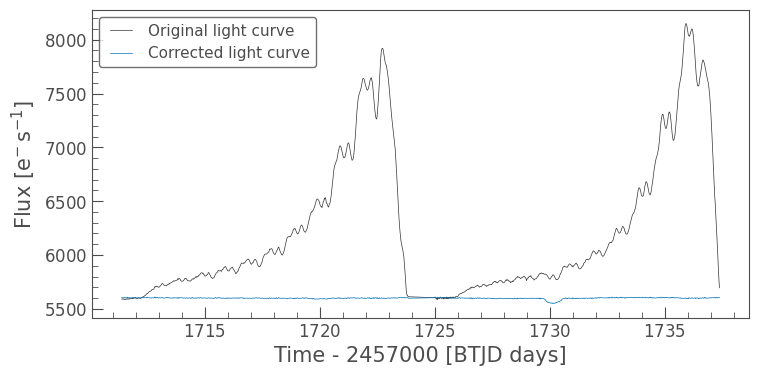 Original light curve
Corrected light curve
8000
7500
7000
6500
6000
5500
Flux [e⁻ s⁻¹]
1715 1720 1725 1730 1735
Time - 2457000 [BTJD days]